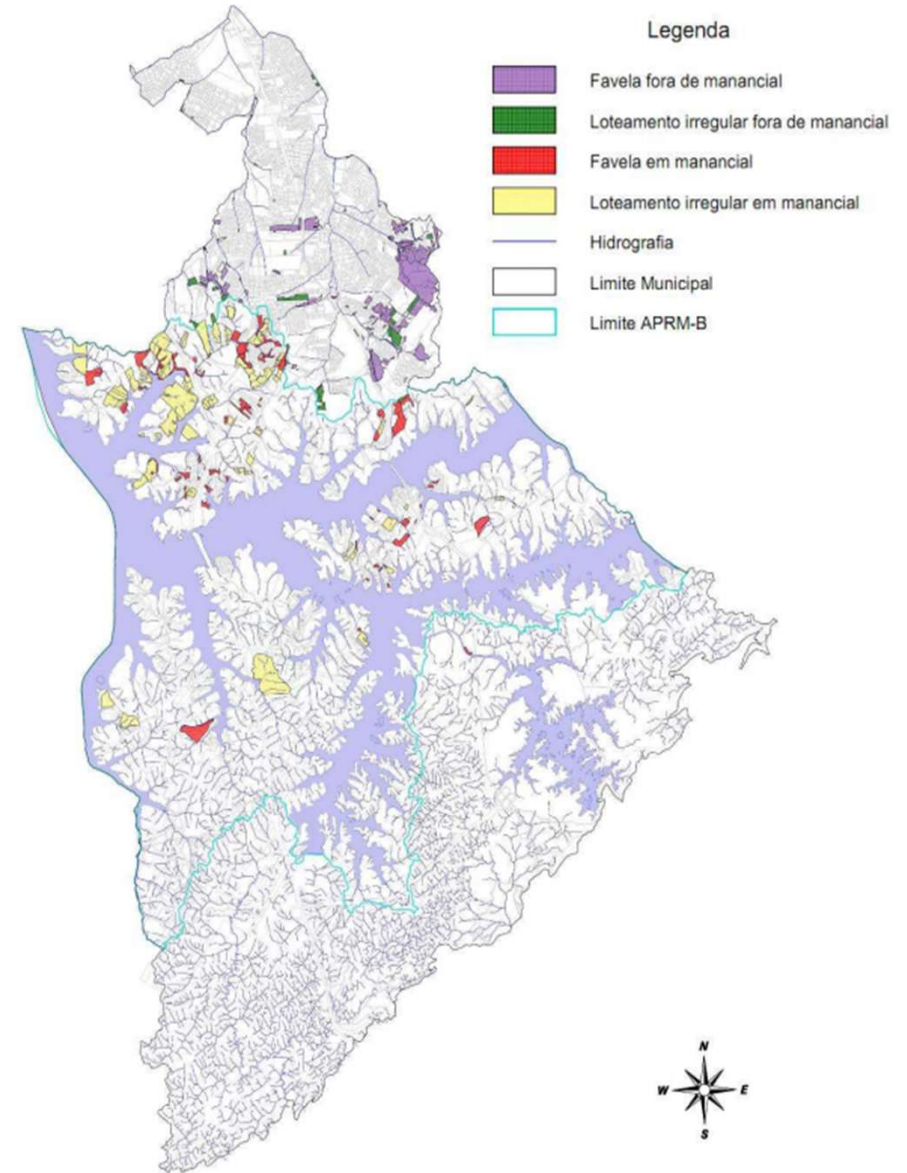 Legenda
Favela fora de manancial
Loteamento irregular fora de manancial
Favela em manancial
Loteamento irregular em manancial
Hidrografia
Limite Municipal
Limite APRM-B
N
W E
S